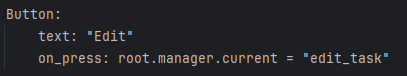 Button:
    text: "Edit"
    on_press: root.manager.current = "edit_task"